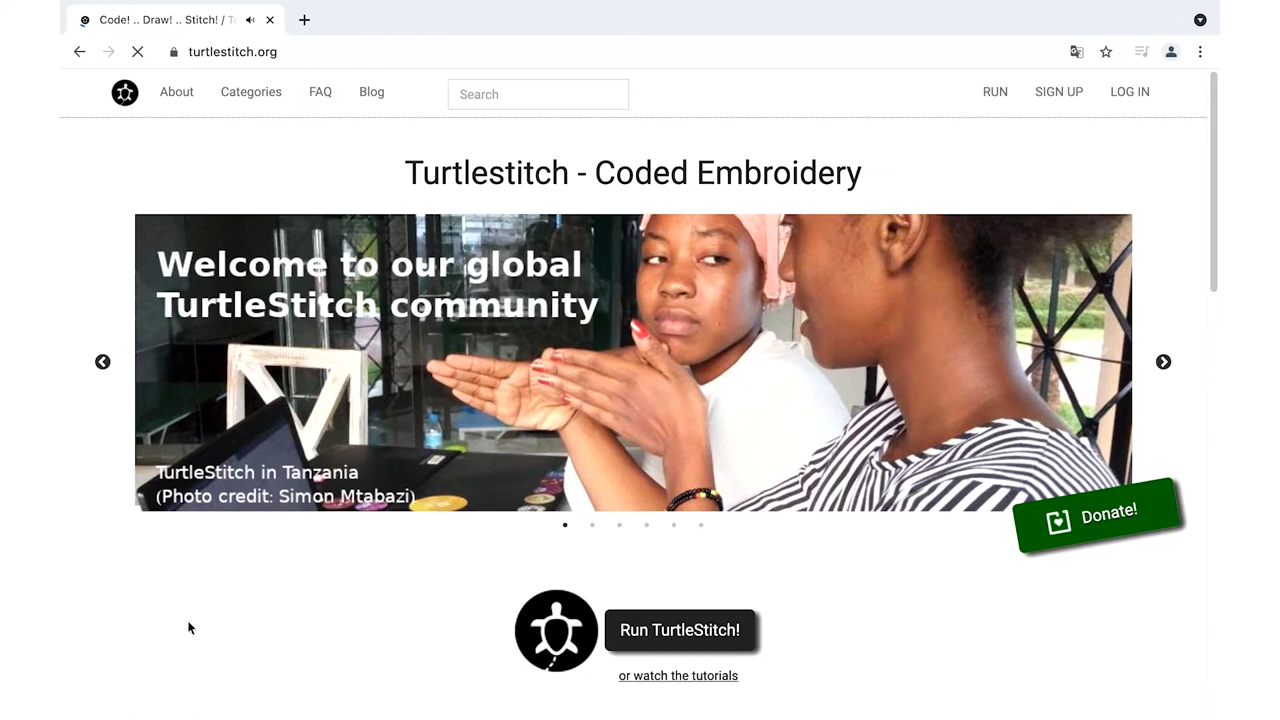 Code! .. Draw! .. Stitch! / Tu
turtlestitch.org
About Categories FAQ Blog Search RUN SIGN UP LOG IN
Turtlestitch - Coded Embroidery
Welcome to our global
TurtleStitch community
TurtleStitch in Tanzania
(Photo credit: Simon Mtabazi)
Donate!
Run TurtleStitch!
or watch the tutorials